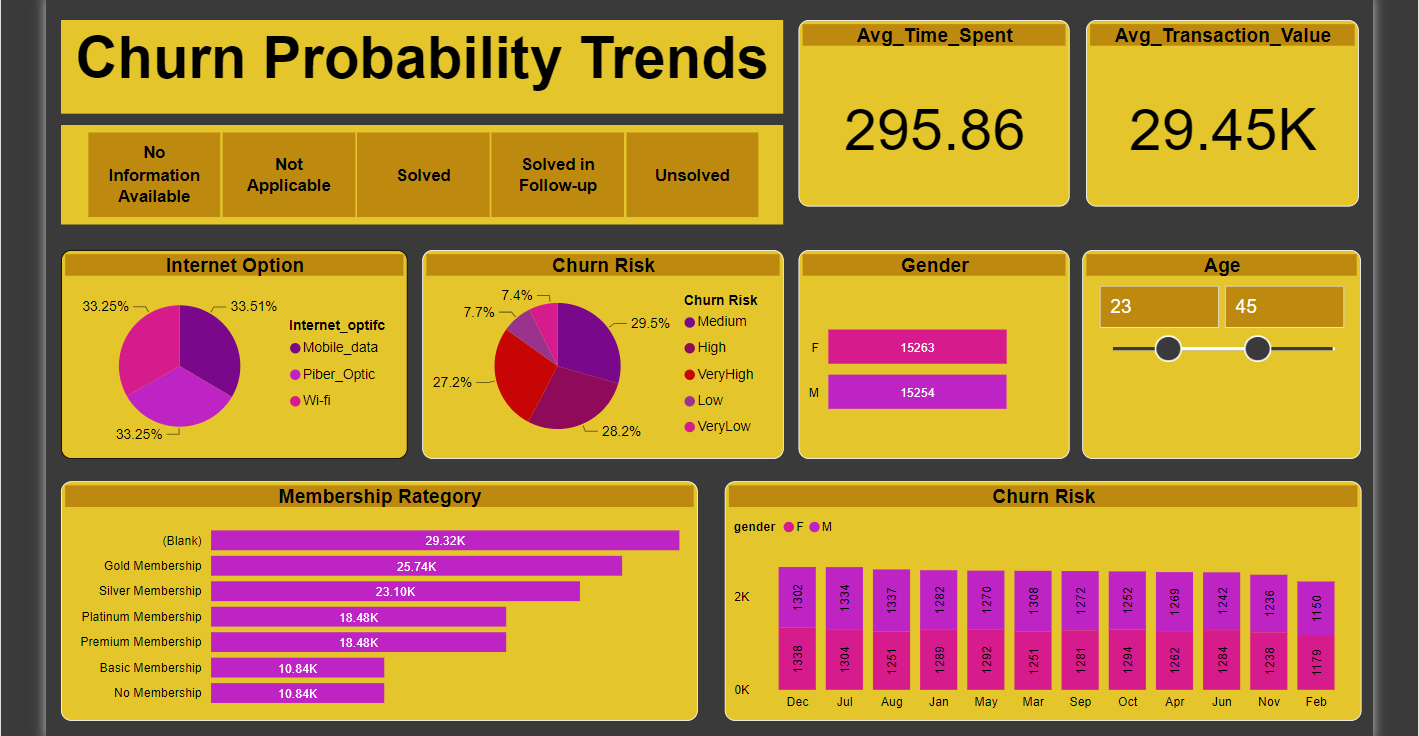 Churn Probability Trends
Avg_Time_Spent
295.86
Avg_Transaction_Value
29.45K
No
Information
Available
Not
Applicable
Solved
Solved in
Follow-up
Unsolved
Internet Option
33.25%
33.51%
33.25%
Internet_optifc
Mobile_data
Piber_Optic
Wi-fi
Churn Risk
7.4%
7.7%
29.5%
27.2%
28.2%
Churn Risk
Medium
High
VeryHigh
Low
VeryLow
Gender
F 15263
M 15254
Age
23 45
Membership Rategory
(Blank) 29.32K
Gold Membership 25.74K
Silver Membership 23.10K
Platinum Membership 18.48K
Premium Membership 18.48K
Basic Membership 10.84K
No Membership 10.84K
Churn Risk
gender F M
2K
1302 1334 1337 1282 1270 1308 1272 1252 1269 1242 1236 1150
1338 1304 1251 1289 1292 1251 1281 1294 1262 1284 1238 1179
0K
Dec Jul Aug Jan May Mar Sep Oct Apr Jun Nov Feb